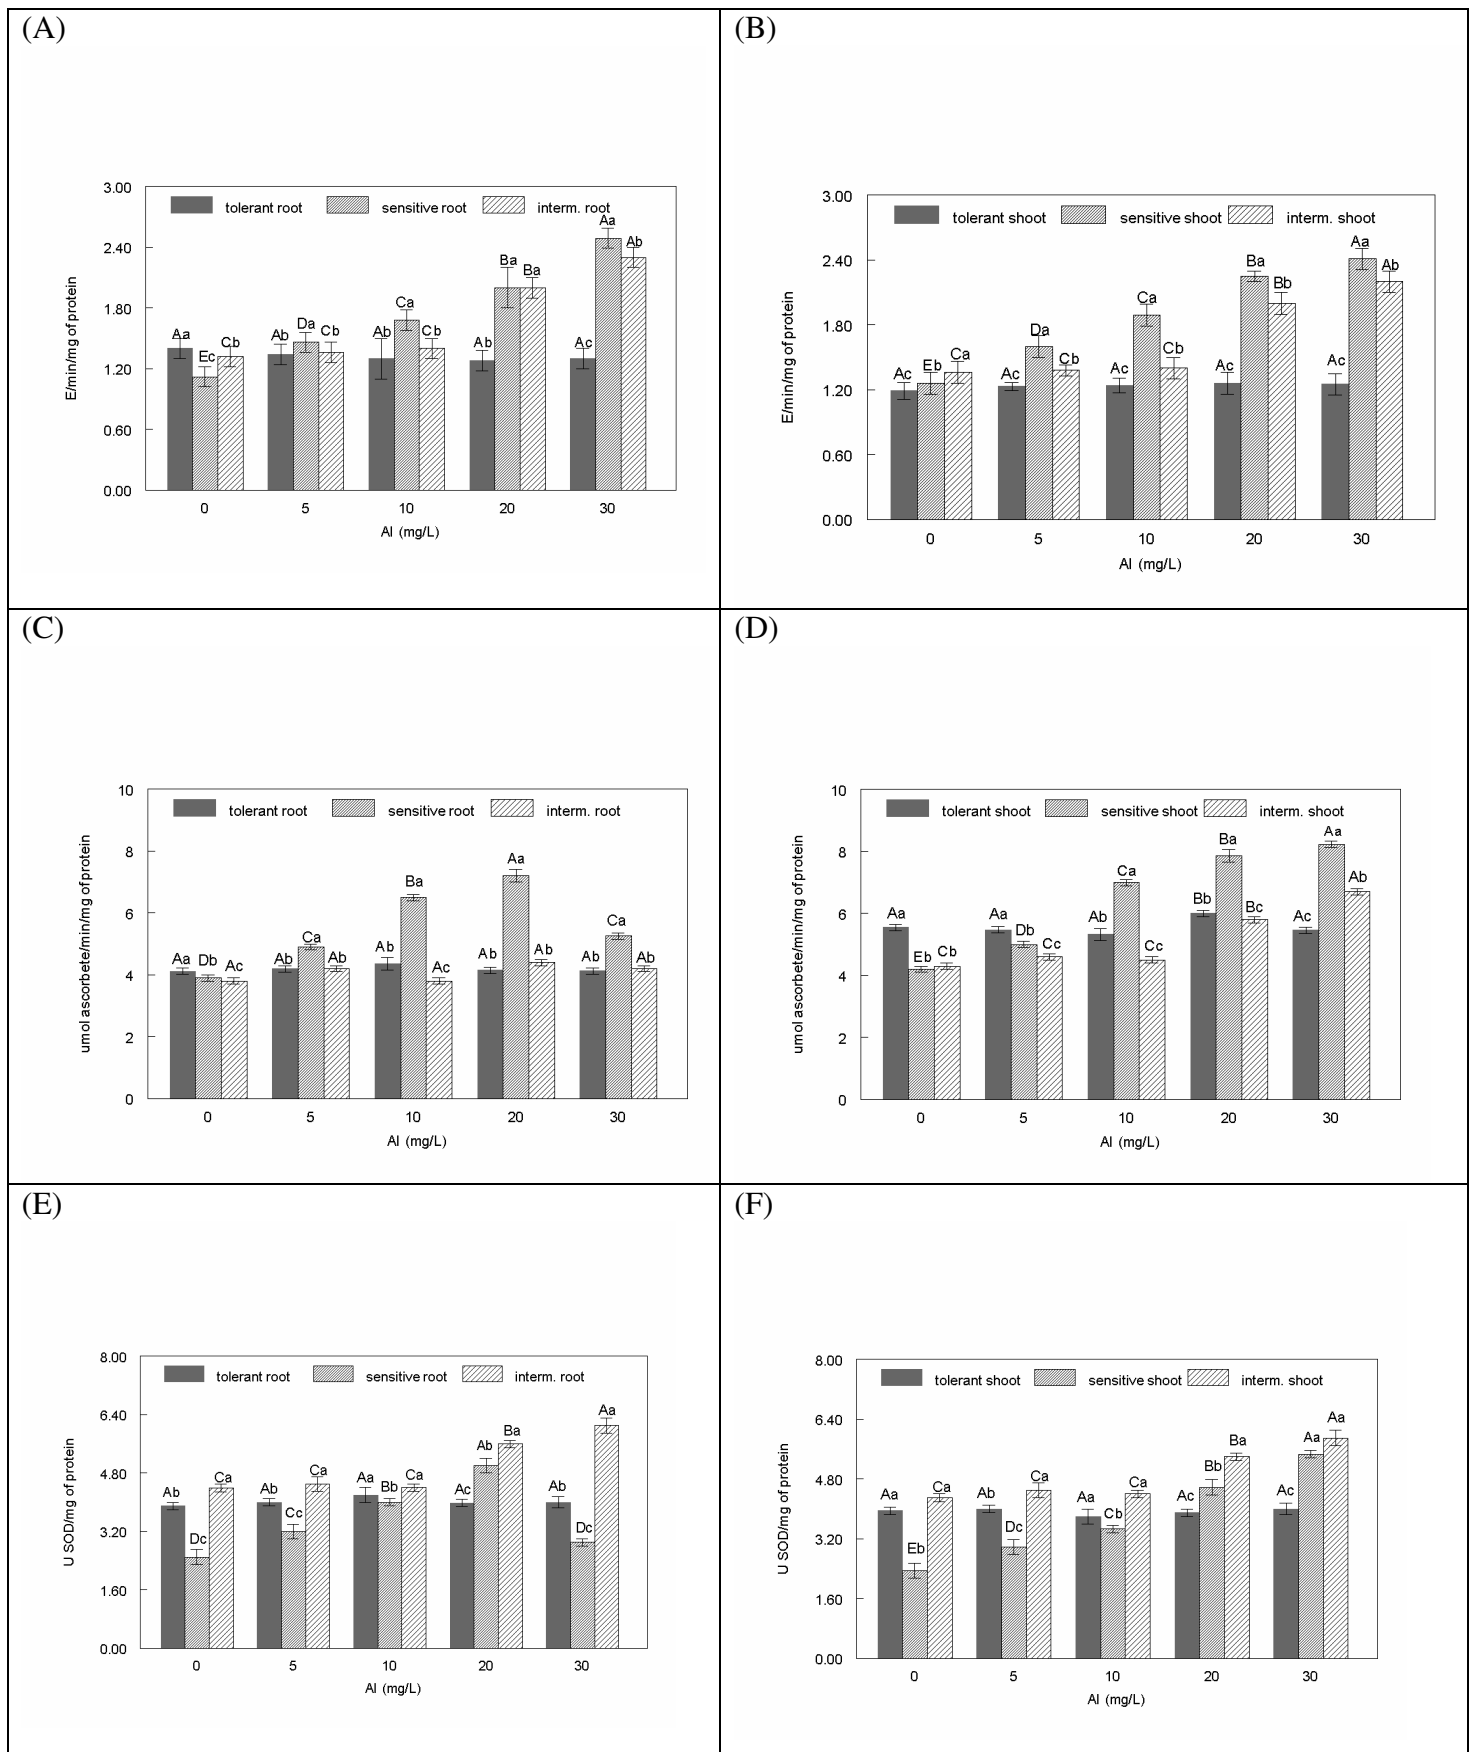 (A)
3.00
tolerant root sensitive root interm. root
Aa
2.40
Ab
Ba Ba
1.80
Ca
Aa Cb Ab Da Cb Ab Cb Ab Ac
Ec
1.20
0.60
0.00
0 5 10 20 30
Al (mg/L)
E/min/mg of protein
(B)
3.00
tolerant shoot sensitive shoot interm. shoot
Aa
2.40
Ba Ab
Bb
1.80
Ca
Da
Ac Eb Ca Ac Cb Ac Cb Ac Ac
1.20
0.60
0.00
0 5 10 20 30
Al (mg/L)
E/min/mg of protein
(C)
10
tolerant root sensitive root interm. root
8
Aa
Ba
6
Ca
Ca
Aa Db Ac Ab Ab Ab Ac Ab Ab Ab Ab
4
2
0
0 5 10 20 30
Al (mg/L)
umol ascorbete/min/mg of protein
(D)
10
tolerant shoot sensitive shoot interm. shoot
8
Ba Aa
Ca
Ab
6
Aa Aa Ab Bb Bc Ac
Eb Cb Db Cc Cc
4
2
0
0 5 10 20 30
Al (mg/L)
umol ascorbete/min/mg of protein
(E)
8.00
tolerant root sensitive root interm. root
6.40
Ba Aa
4.80
Ab Ca Ab Ca Aa Bb Ca Ac Ab Ab
Dc Cc Dc
3.20
1.60
0.00
0 5 10 20 30
Al (mg/L)
U SOD/mg of protein
(F)
8.00
tolerant shoot sensitive shoot interm. shoot
6.40
Ba Aa Aa
4.80
Aa Ca Ab Ca Aa Cb Ca Ac Bb Ac
Eb Dc
3.20
1.60
0.00
0 5 10 20 30
Al (mg/L)
U SOD/mg of protein